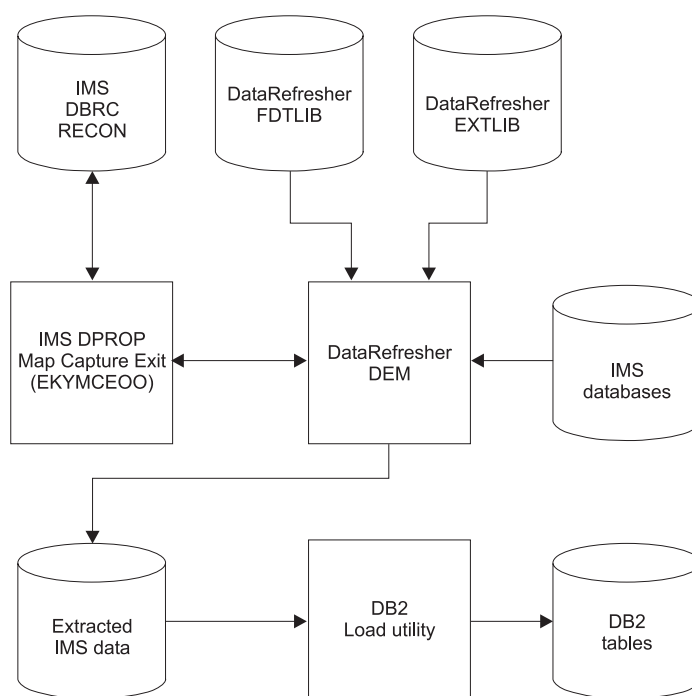 IMS
DBRC
RECON
DataRefresher
FDTLIB
DataRefresher
EXTLIB
IMS DPROP
Map Capture Exit
(EKYMCEOO)
DataRefresher
DEM
IMS
databases
Extracted
IMS data
DB2
Load utility
DB2
tables